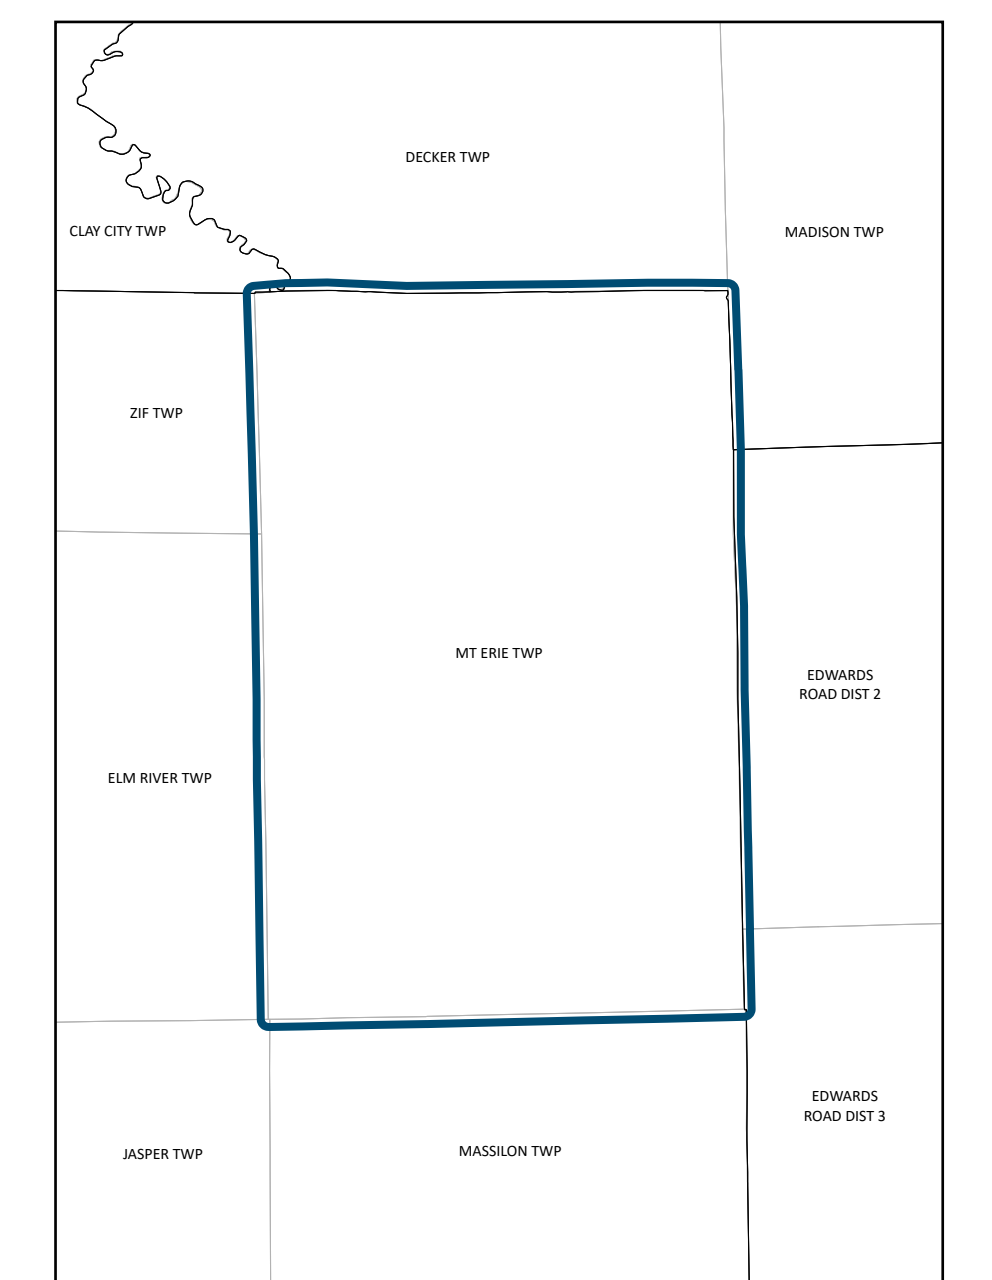 DECKER TWP
CLAY CITY TWP
MADISON TWP
ZIF TWP
MT ERIE TWP
EDWARDS
ROAD DIST 2
ELM RIVER TWP
EDWARDS
ROAD DIST 3
JASPER TWP
MASSILON TWP